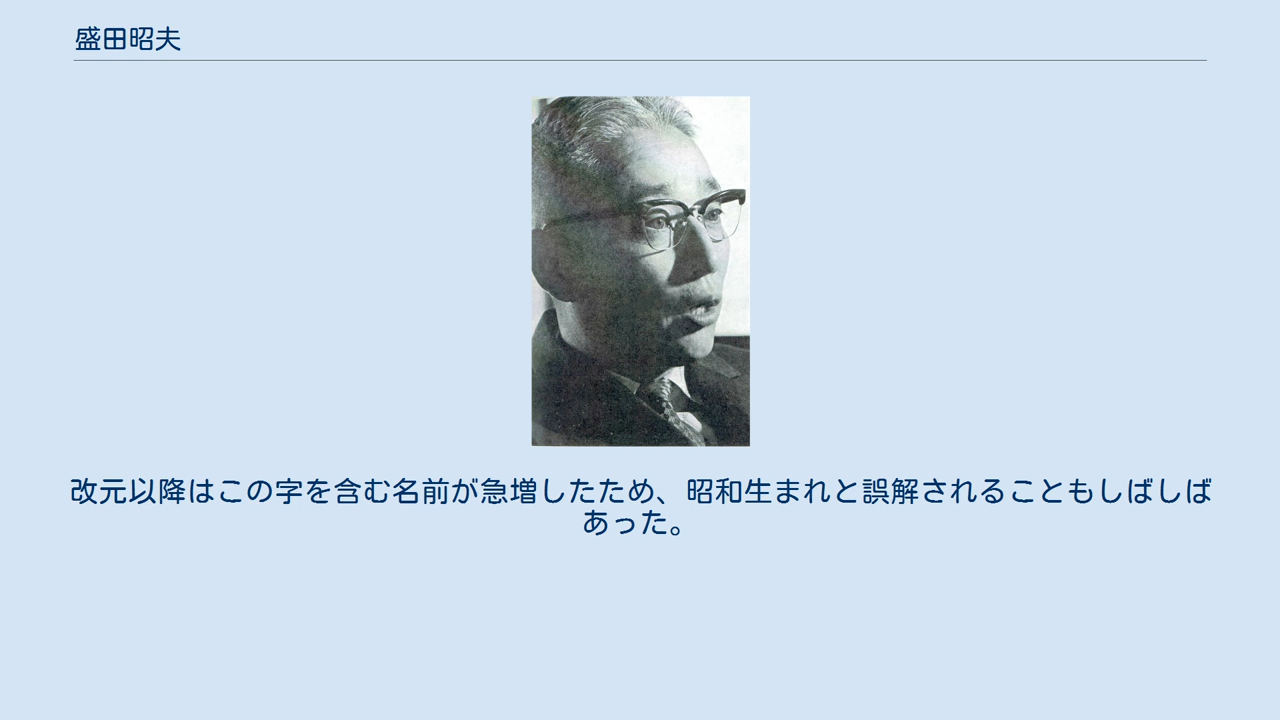 盛田昭夫
改元以降はこの字を含む名前が急増したため、昭和生まれと誤解されることもしばしば
あった。